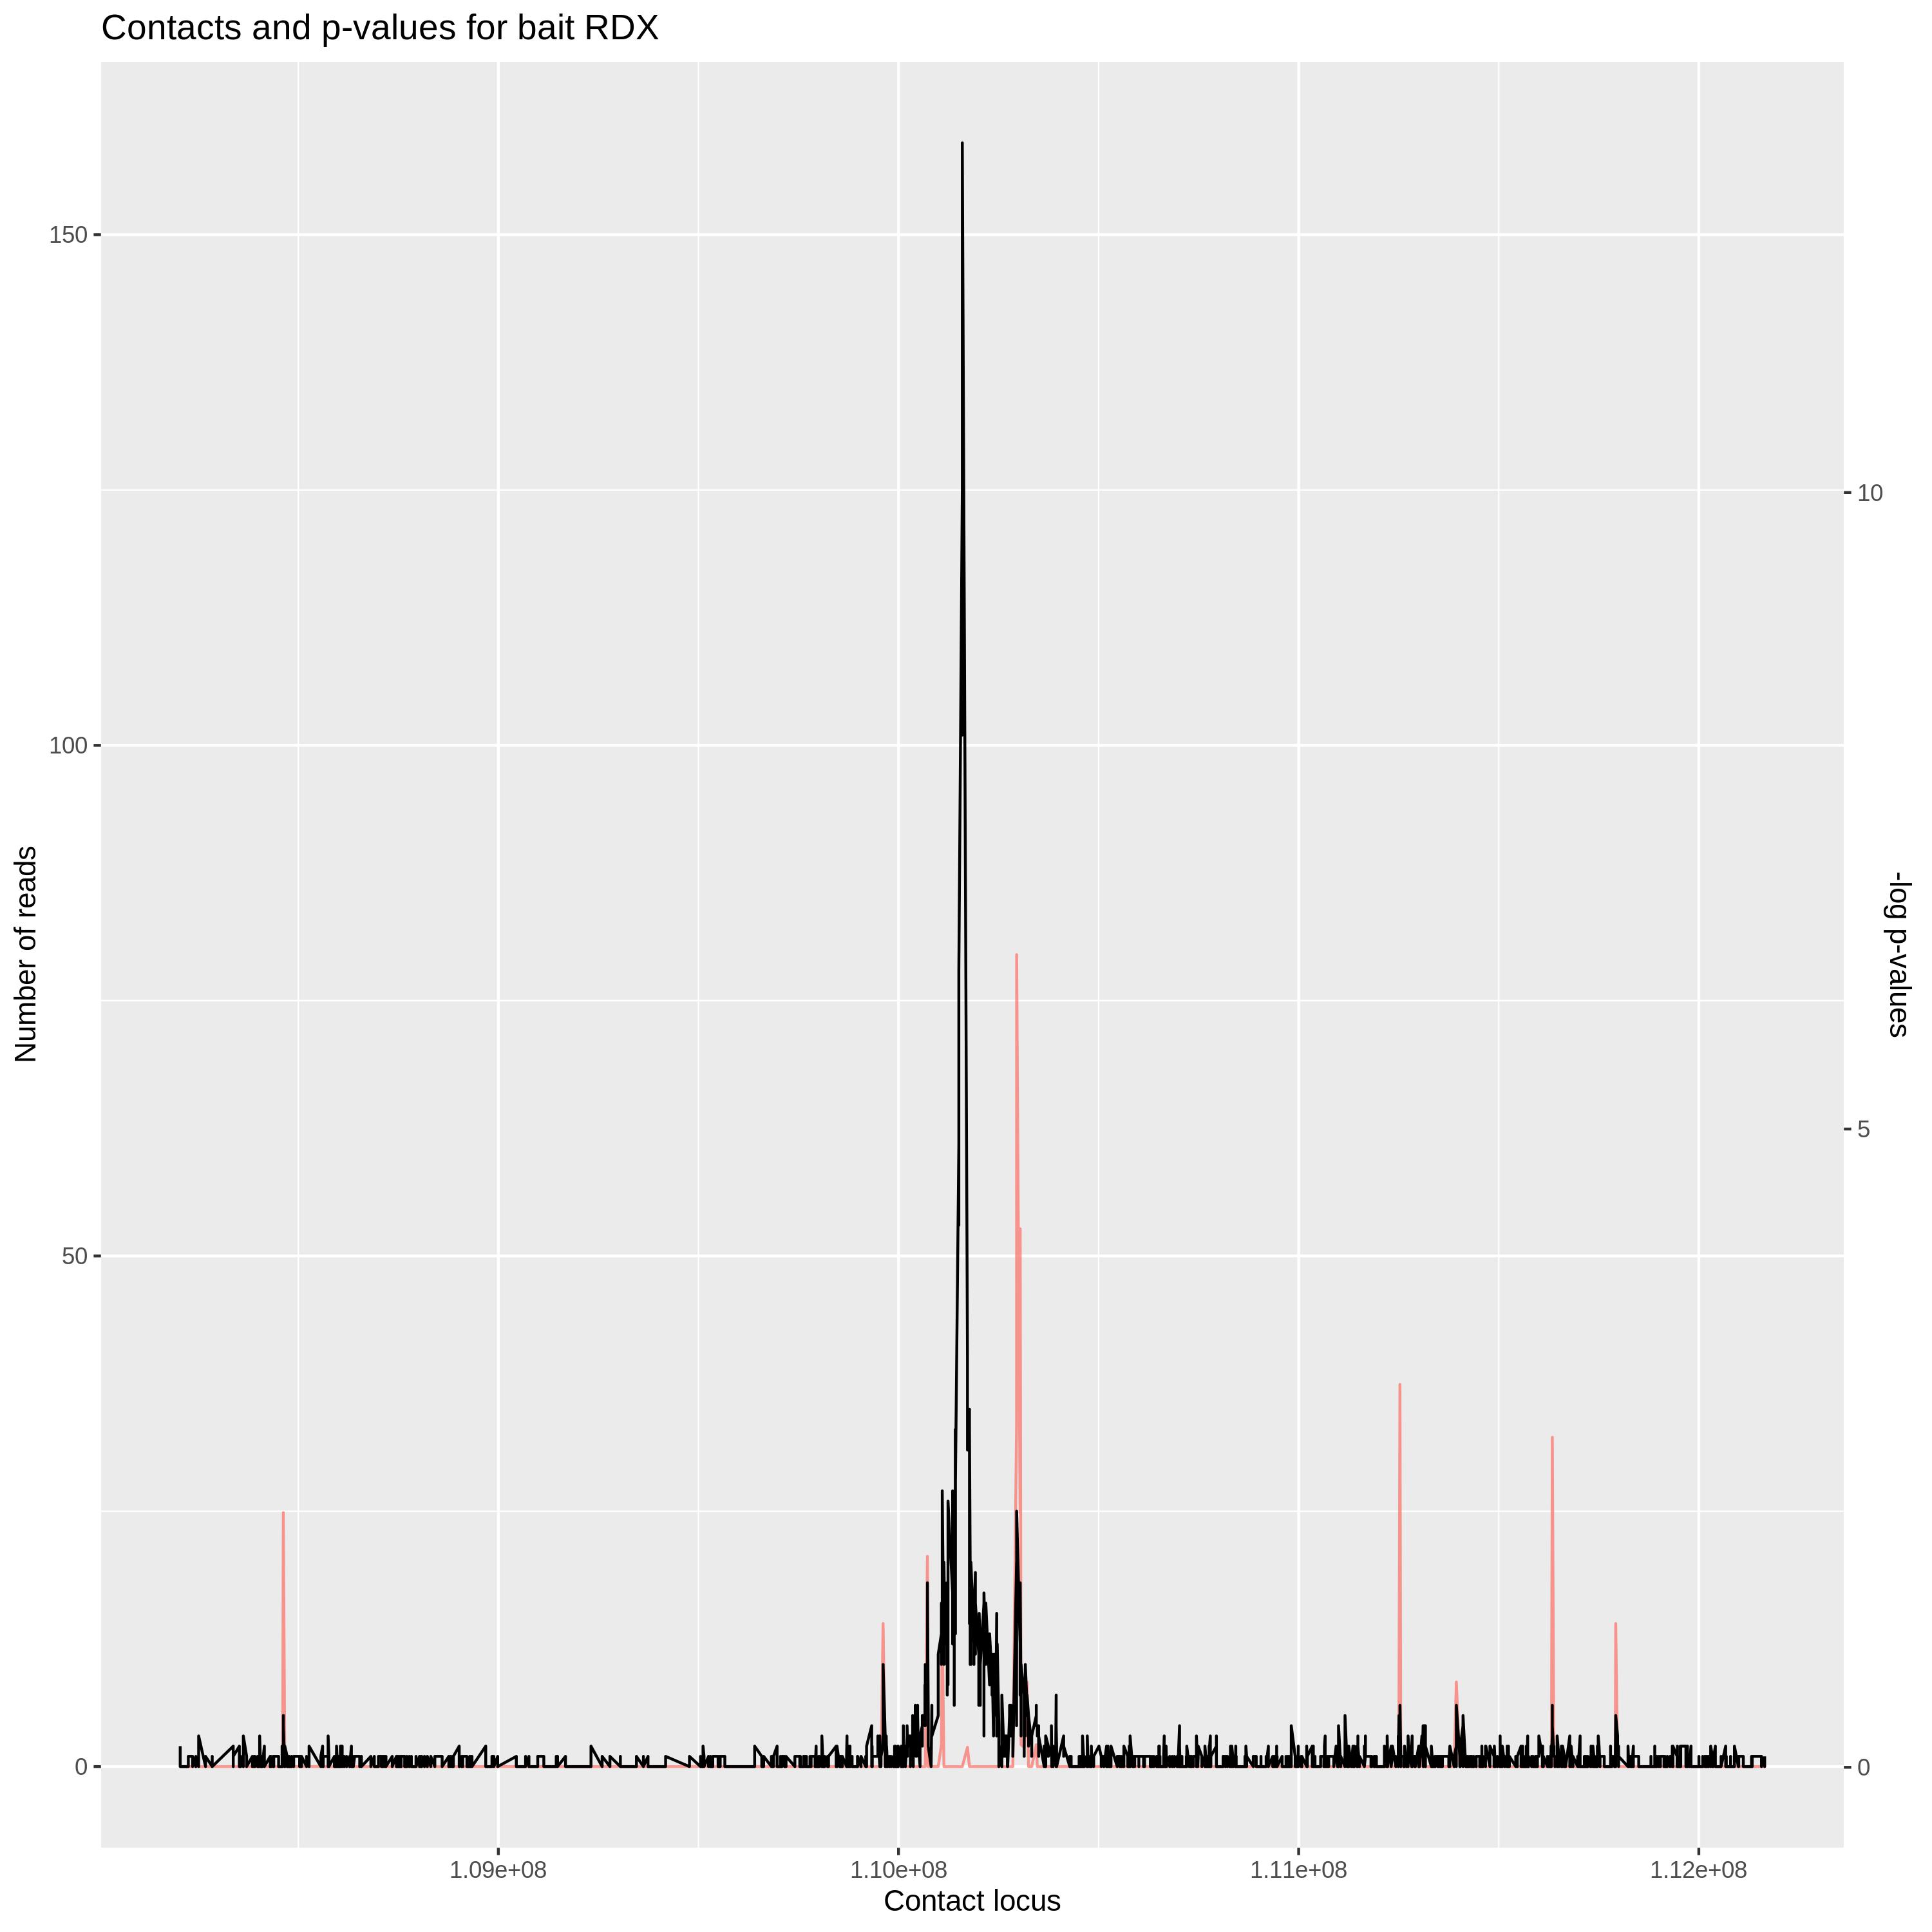 Contacts and p-values for bait RDX
150
100
50
0
Number of reads
10
5
0
-log p-values
1.09e+08
1.10e+08
1.11e+08
1.12e+08
Contact locus